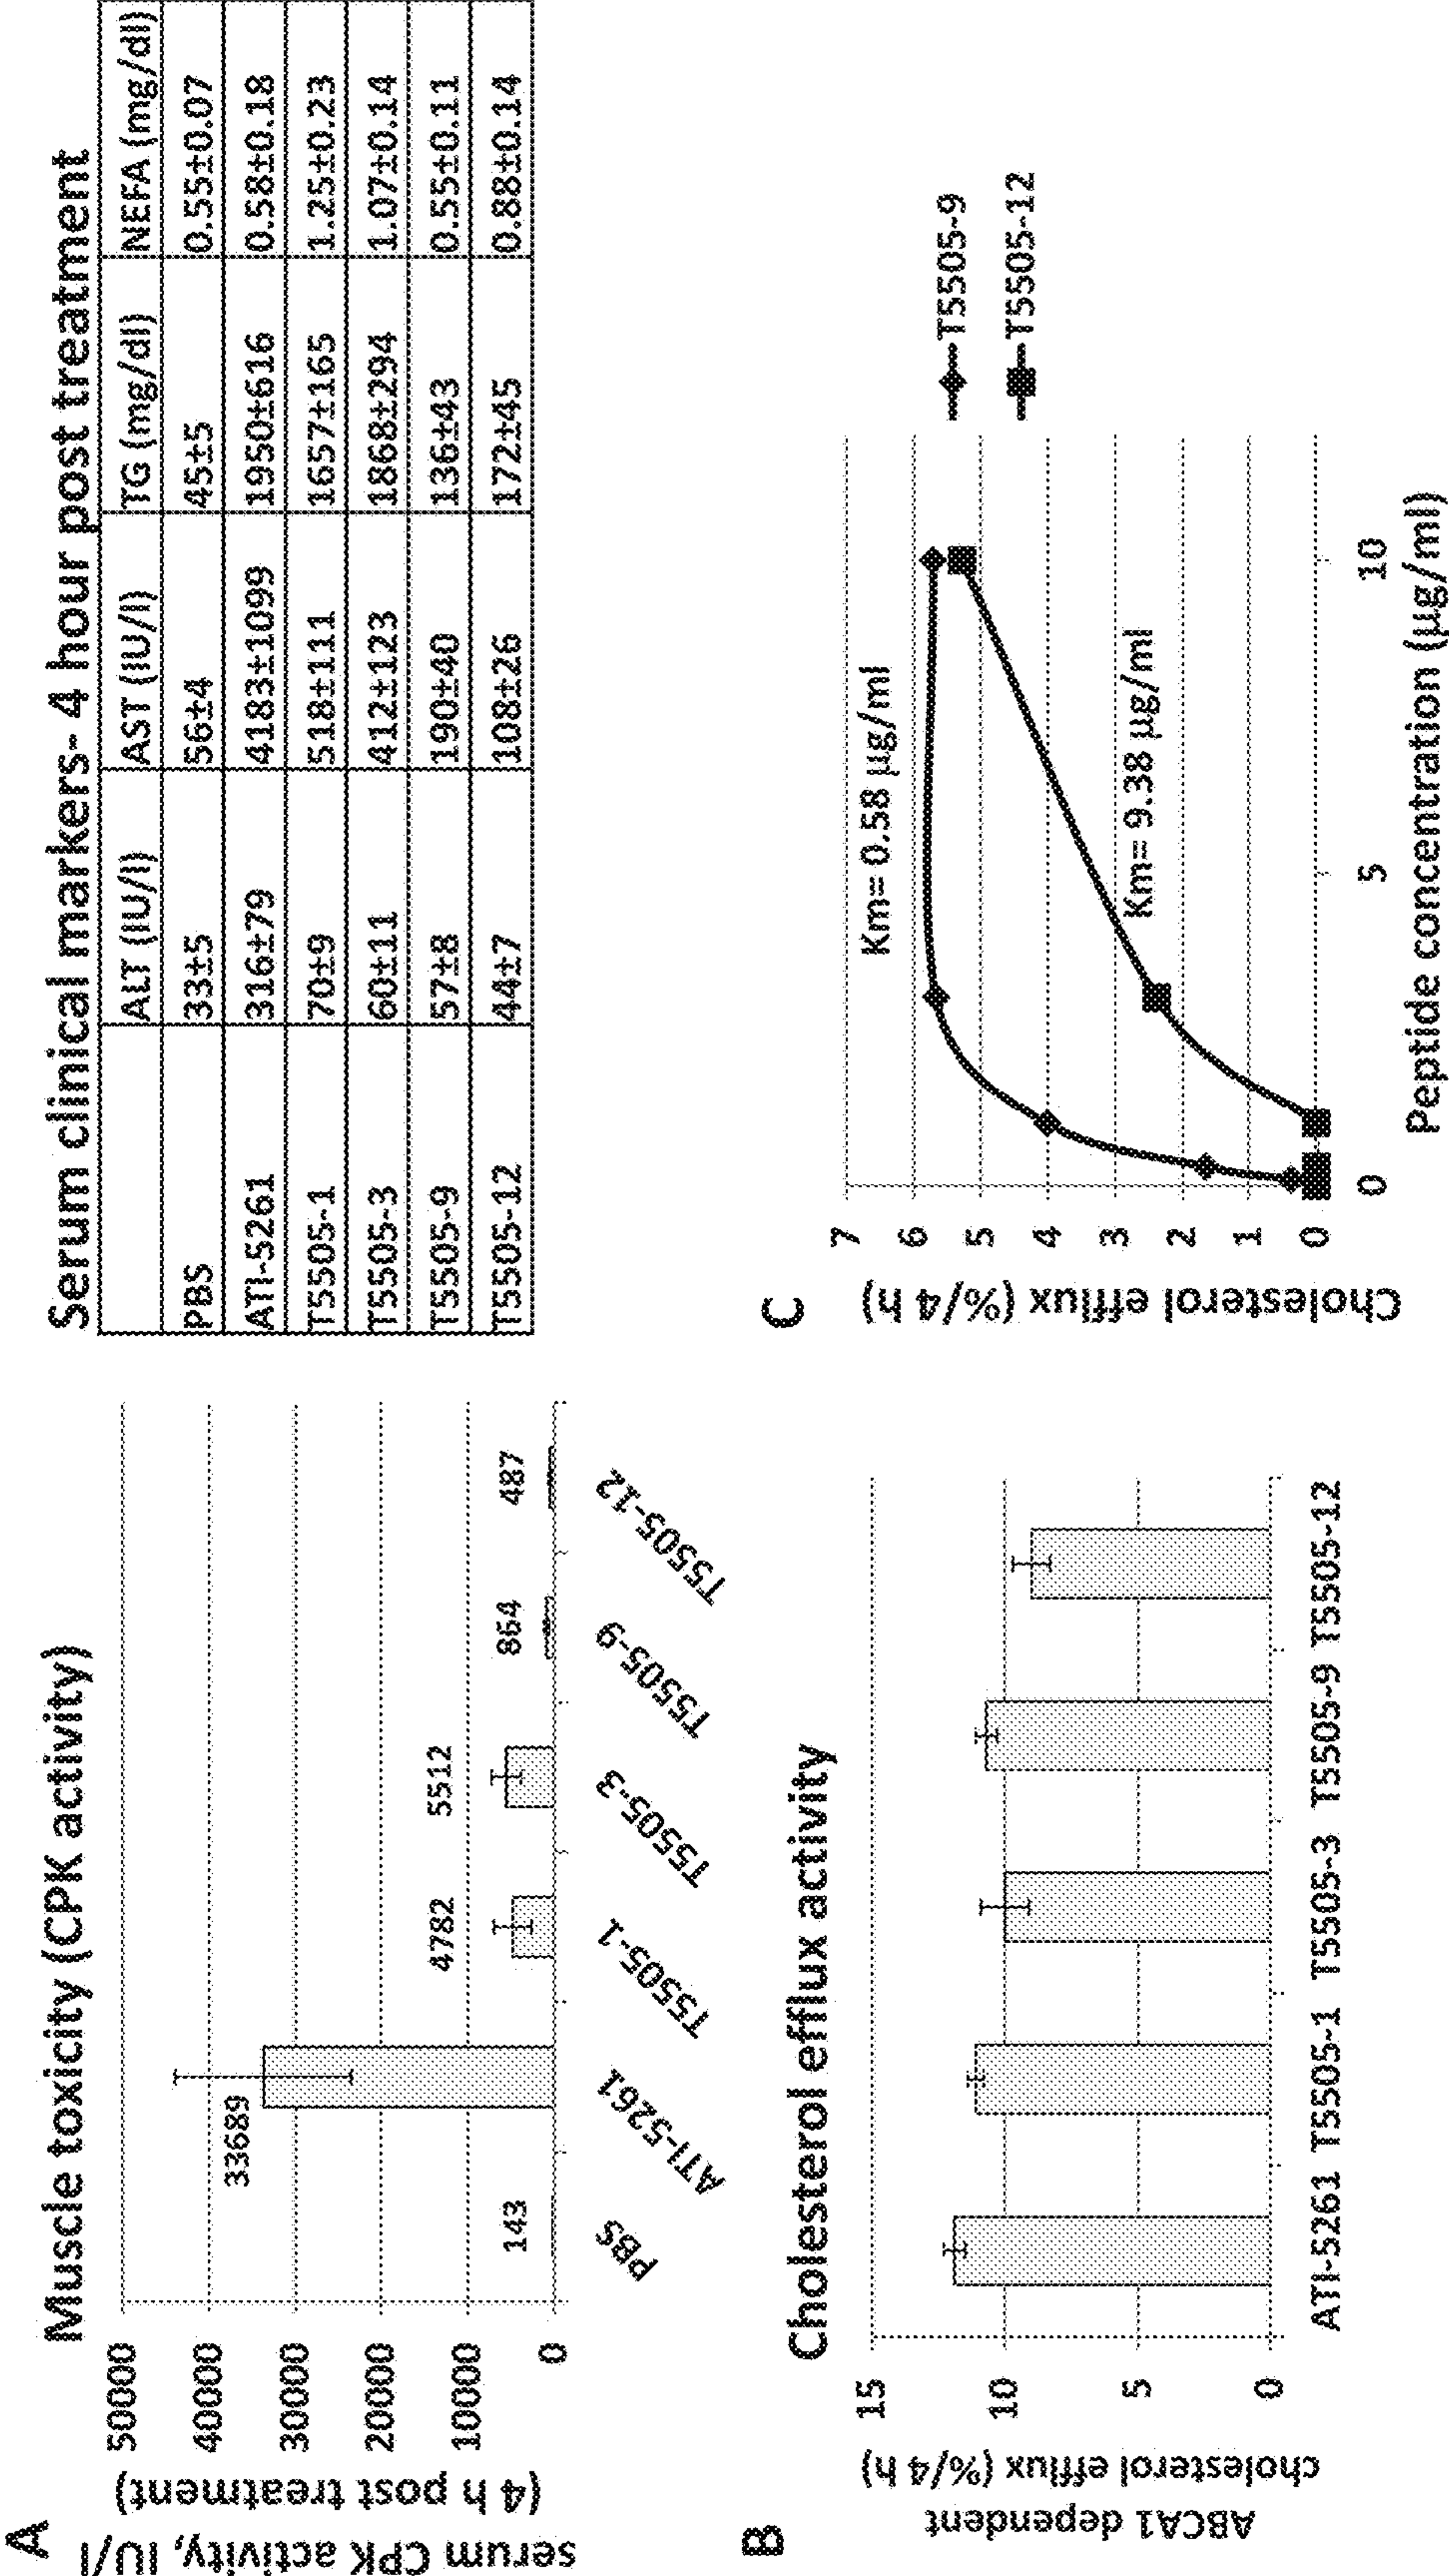 A
Muscle toxicity (CPK activity)
serum CPK activity, IU/l
(4 h post treatment)
50000
40000
30000
20000
10000
0
143
33689
4782
5512
864
487
PBS
ATI-5261
T5505-1
T5505-3
T5505-9
T5505-12
Serum clinical markers- 4 hour post treatment
ALT (IU/l) AST (IU/l) TG (mg/dl) NEFA (mg/dl)
PBS 33±5 56±4 45±5 0.55±0.07
ATI-5261 316±79 4183±1099 1950±616 0.58±0.18
T5505-1 70±9 518±111 1657±165 1.25±0.23
T5505-3 60±11 412±123 1868±294 1.07±0.14
T5505-9 57±8 190±40 136±43 0.55±0.11
T5505-12 44±7 108±26 172±45 0.88±0.14
B
Cholesterol efflux activity
ABCA1 dependent
cholesterol efflux (%/4 h)
15
10
5
0
ATI-5261 T5505-1 T5505-3 T5505-9 T5505-12
C
Cholesterol efflux (%/4 h)
7
6
5
4
3
2
1
0
Km= 0.58 µg/ml
Km= 9.38 µg/ml
T5505-9
T5505-12
0 5 10
Peptide concentration (µg/ml)